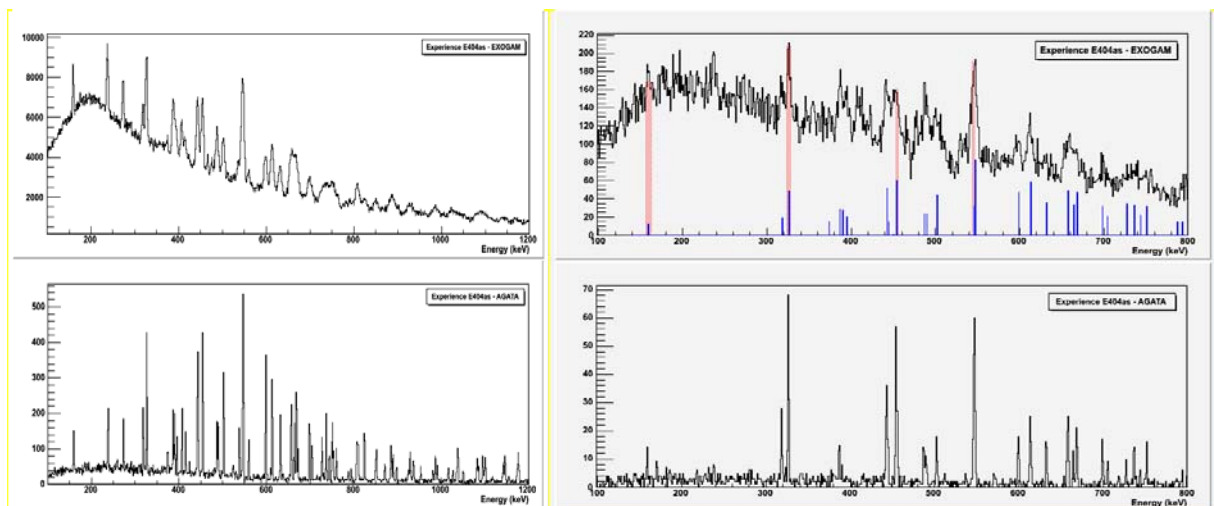 10000
8000
6000
4000
2000
Experience E404as - EXOGAM
200 400 600 800 1000 1200
Energy (keV)
220
200
180
160
140
120
100
80
60
40
20
0
Experience E404as - EXOGAM
100 200 300 400 500 600 700 800
Energy (keV)
500
400
300
200
100
0
Experience E404as - AGATA
200 400 600 800 1000 1200
Energy (keV)
70
60
50
40
30
20
10
0
Experience E404as - AGATA
100 200 300 400 500 600 700 800
Energy (keV)